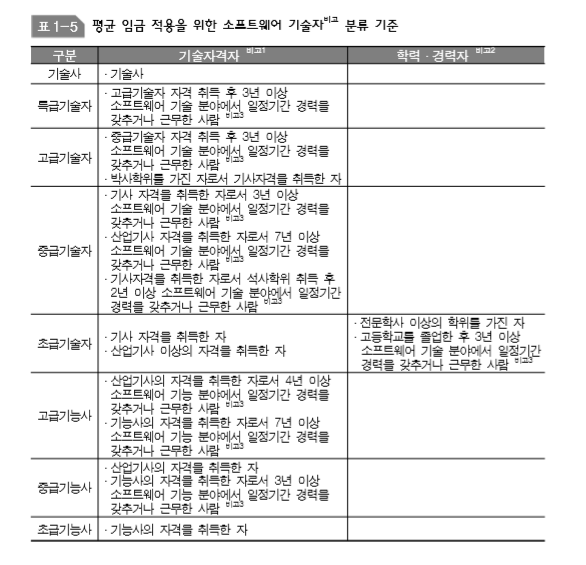 표 1-5 평균 임금 적용을 위한 소프트웨어 기술자비고 분류 기준
구분 기술자격자 비고1 학력·경력자 비고2
기술사 ·기술사
특급기술자 ·고급기술자 자격 취득 후 3년 이상
소프트웨어 기술 분야에서 일정기간 경력을
갖추거나 근무한 사람 비고3
고급기술자 ·중급기술자 자격 취득 후 3년 이상
소프트웨어 기술 분야에서 일정기간 경력을
갖추거나 근무한 사람 비고3
·박사학위를 가진 자로서 기사자격을 취득한 자
중급기술자 ·기사 자격을 취득한 자로서 3년 이상
소프트웨어 기술 분야에서 일정기간 경력을
갖추거나 근무한 사람 비고3
·산업기사 자격을 취득한 자로서 7년 이상
소프트웨어 기술 분야에서 일정기간 경력을
갖추거나 근무한 사람 비고3
·기사자격을 취득한 자로서 석사학위 취득 후
2년 이상 소프트웨어 기술 분야에서 일정기간
경력을 갖추거나 근무한 사람 비고3
초급기술자 ·기사 자격을 취득한 자
·산업기사 이상의 자격을 취득한 자
·전문학사 이상의 학위를 가진 자
·고등학교를 졸업한 후 3년 이상
소프트웨어 기술 분야에서 일정기간
경력을 갖추거나 근무한 사람 비고3
고급기능사 ·산업기사의 자격을 취득한 자로서 4년 이상
소프트웨어 기능 분야에서 일정기간 경력을
갖추거나 근무한 사람 비고3
·기능사의 자격을 취득한 자로서 7년 이상
소프트웨어 기능 분야에서 일정기간 경력을
갖추거나 근무한 사람 비고3
중급기능사 ·산업기사의 자격을 취득한 자
·기능사의 자격을 취득한 자로서 3년 이상
소프트웨어 기능 분야에서 일정기간 경력을
갖추거나 근무한 사람 비고3
초급기능사 ·기능사의 자격을 취득한 자